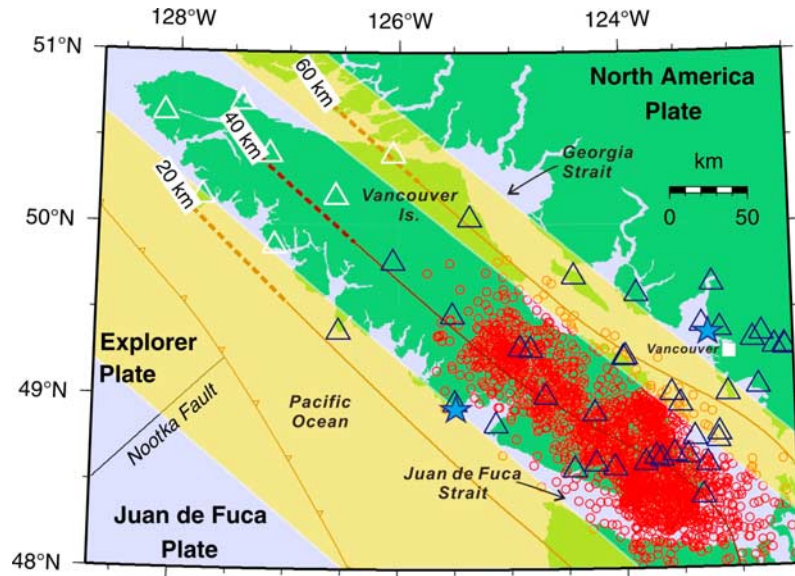 128°W
126°W
124°W
51°N
50°N
49°N
48°N
60 km
40 km
20 km
North America
Plate
Georgia
Strait
km
0
50
Vancouver
Is.
Explorer
Plate
Nootka Fault
Pacific
Ocean
Vancouver
Juan de Fuca
Strait
Juan de Fuca
Plate